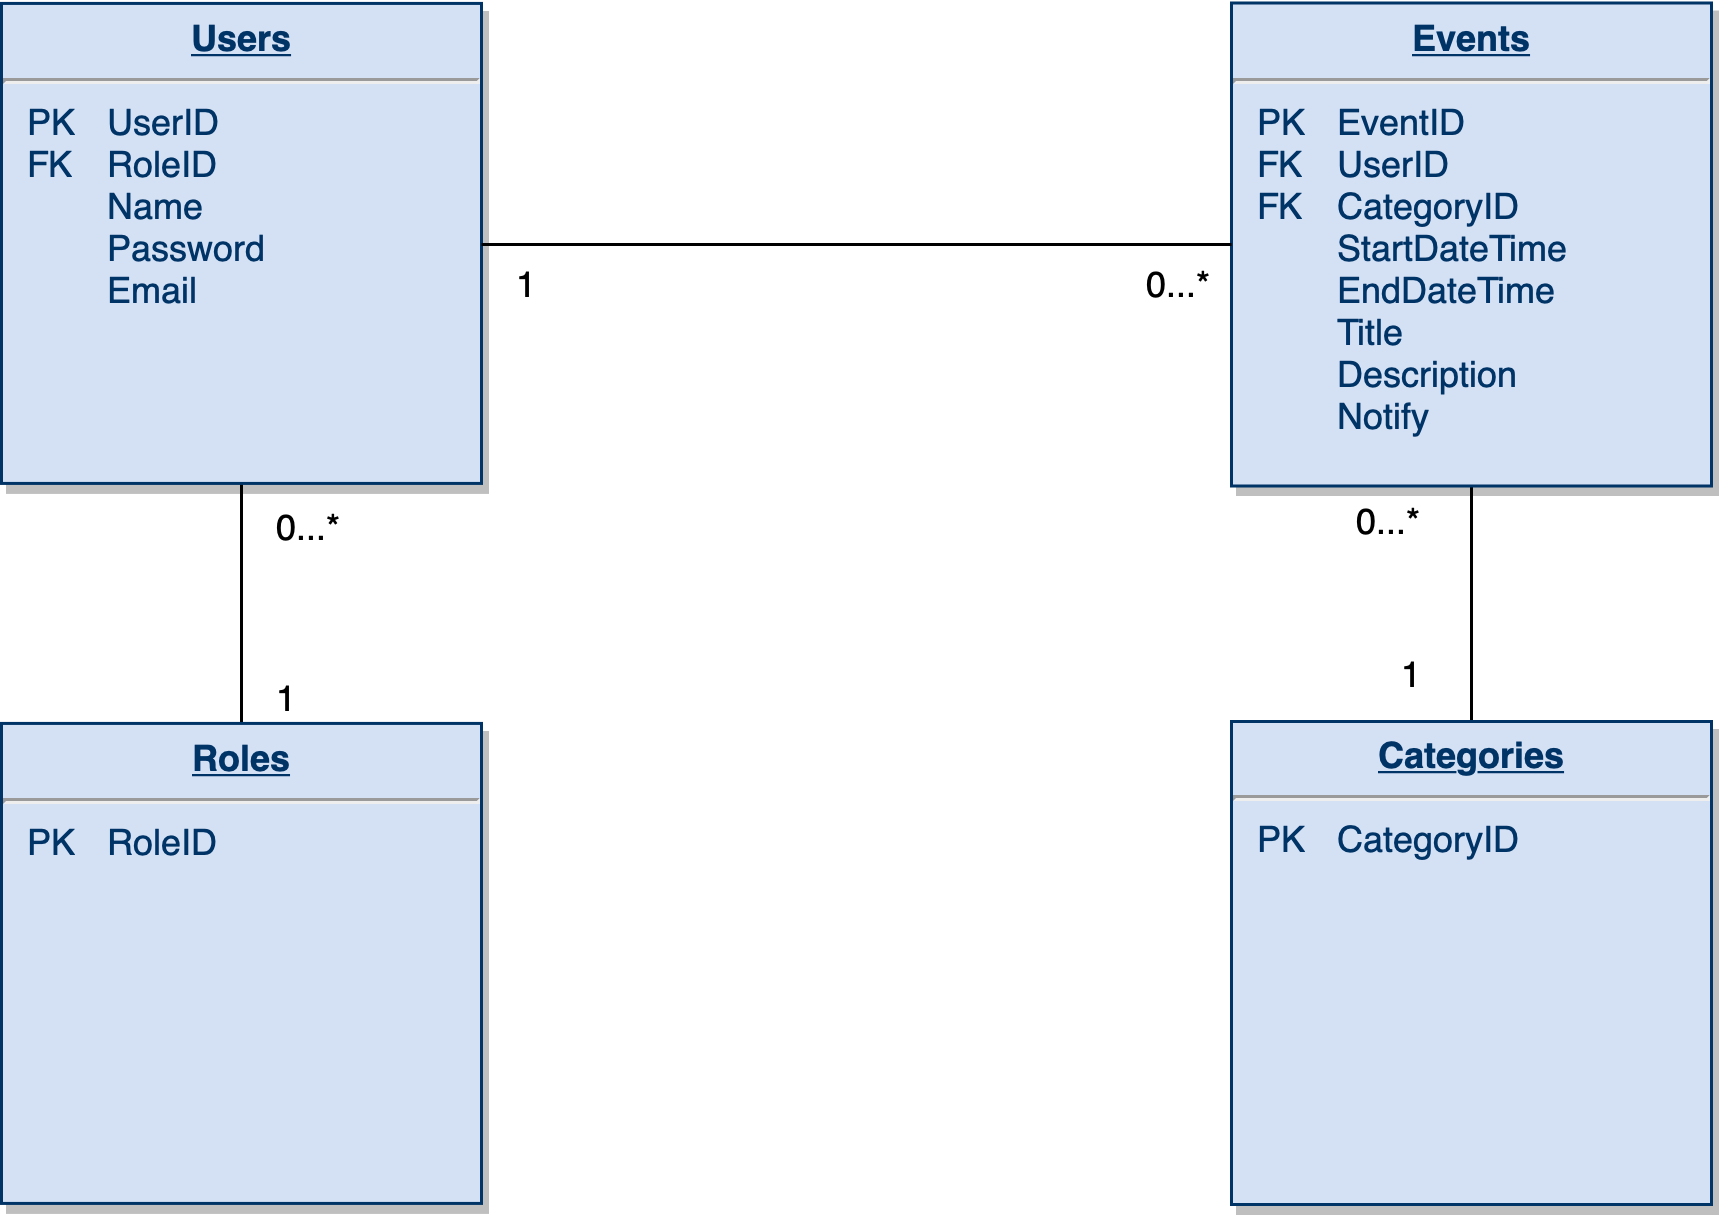 Users
PK UserID
FK RoleID
Name
Password
Email
1
0...*
Events
PK EventID
FK UserID
FK CategoryID
StartDateTime
EndDateTime
Title
Description
Notify
0...*
1
Roles
PK RoleID
0...*
1
Categories
PK CategoryID